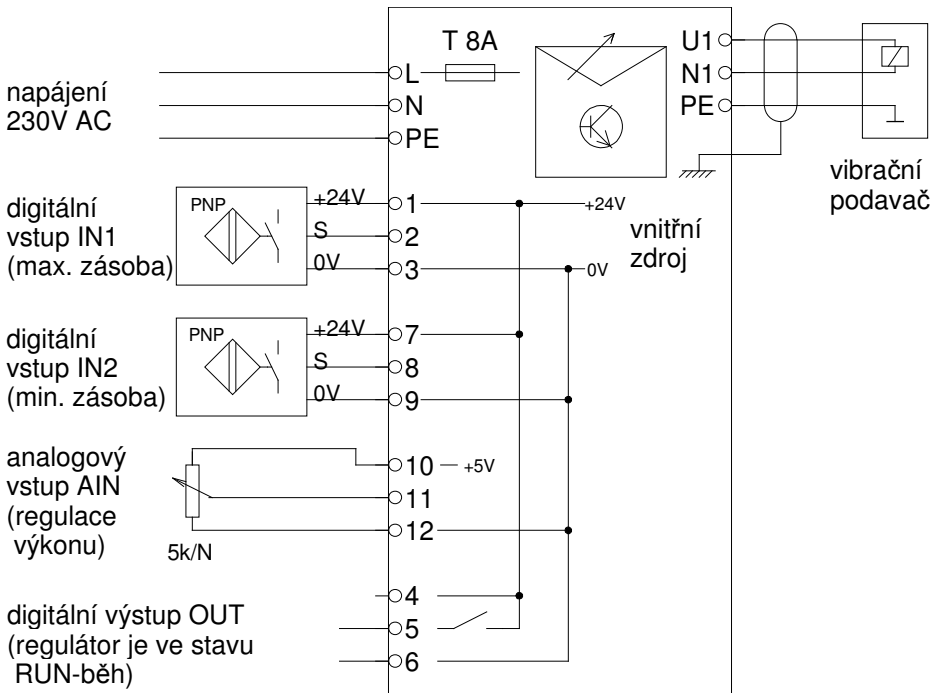 T 8A
U1
N1
PE
L
N
PE
napájení
230V AC
vibrační
podavač
digitální
vstup IN1
(max. zásoba)
PNP
+24V
S
0V
1
2
3
+24V
0V
vnitřní
zdroj
digitální
vstup IN2
(min. zásoba)
PNP
+24V
S
0V
7
8
9
analogový
vstup AIN
(regulace
výkonu)
5k/N
10
+5V
11
12
digitální výstup OUT
(regulátor je ve stavu
RUN-běh)
4
5
6